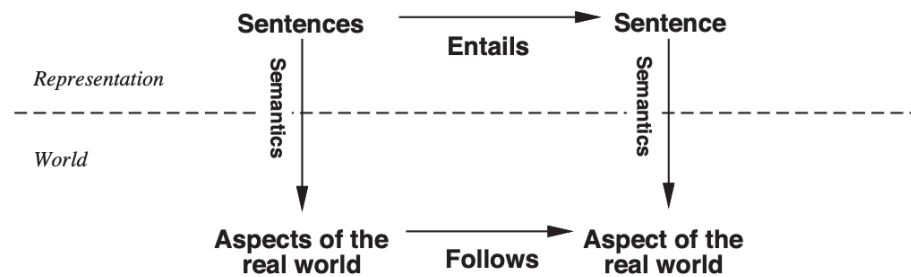 Sentences
Entails
Sentence
Semantics
Semantics
Representation
World
Aspects of the
real world
Follows
Aspect of the
real world